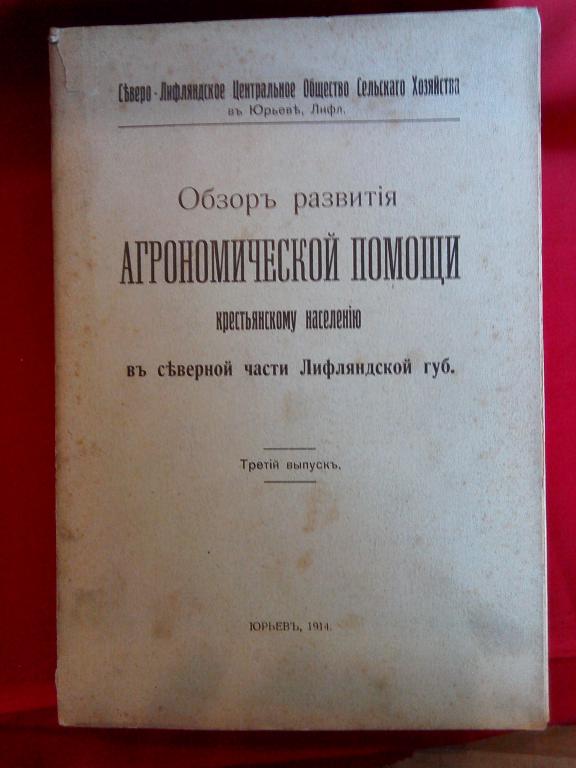 Сѣверо-Лифляндское Центральное Общество Сельскаго Хозяйства
въ Юрьевѣ, Лифл.
Обзоръ развитія
АГРОНОМИЧЕСКОЙ ПОМОЩИ
крестьянскому населенію
въ сѣверной части Лифляндской губ.
Третій выпускъ.
ЮРЬЕВЪ, 1914.